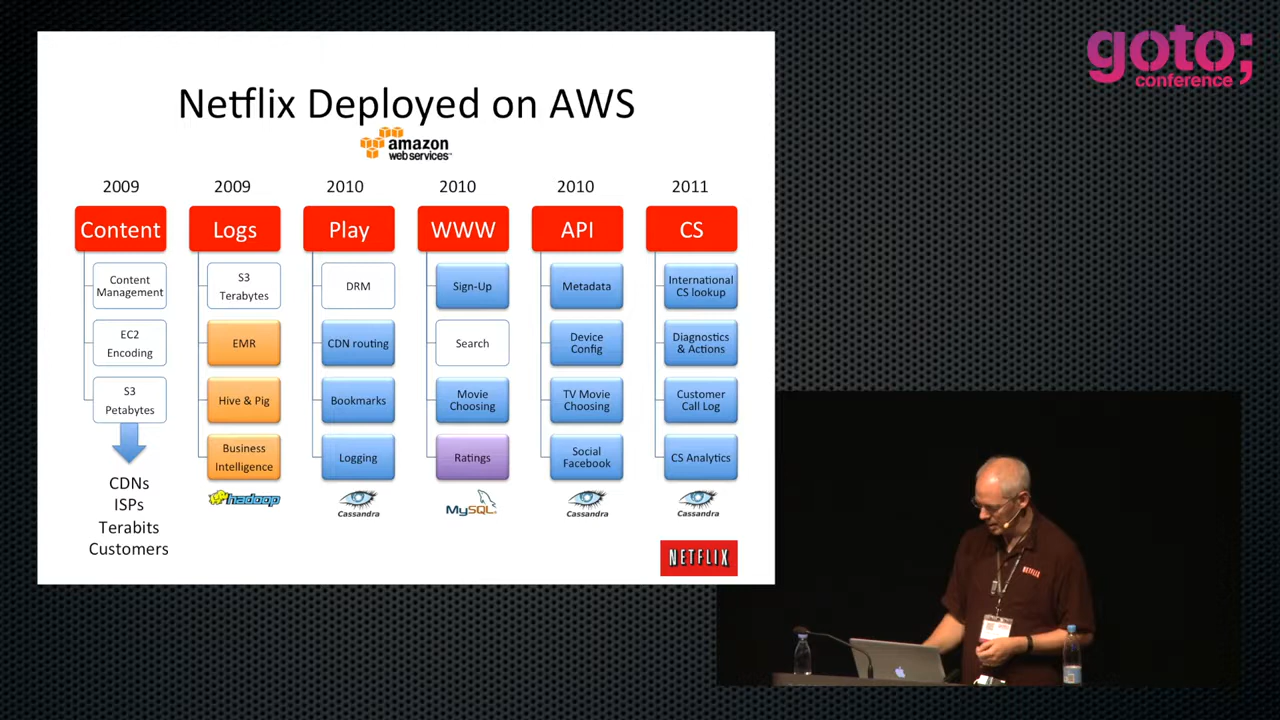 goto;
conference
Netflix Deployed on AWS
amazon
web services™
2009
2009
2010
2010
2010
2011
Content
Logs
Play
WWW
API
CS
Content
Management
S3
Terabytes
DRM
Sign-Up
Metadata
International
CS lookup
EC2
Encoding
EMR
CDN routing
Search
Device
Config
Diagnostics
& Actions
S3
Petabytes
Hive & Pig
Bookmarks
Movie
Choosing
TV Movie
Choosing
Customer
Call Log
Business
Intelligence
Logging
Ratings
Social
Facebook
CS Analytics
CDNs
ISPs
Terabits
Customers
hadoop
Cassandra
MySQL
Cassandra
Cassandra
NETFLIX
NETFLIX